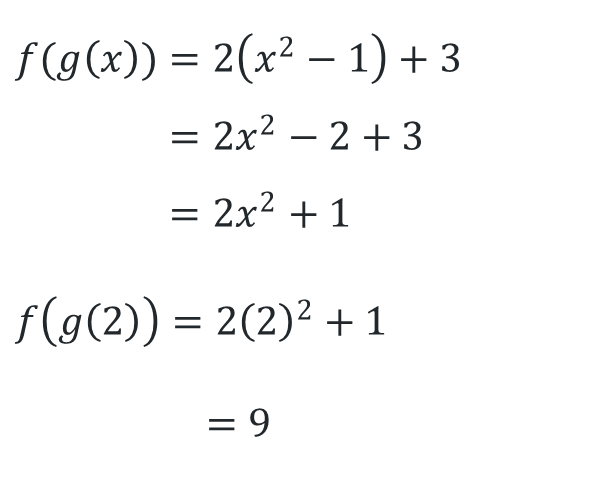 f(g(x)) = 2(x² − 1) + 3
= 2x² − 2 + 3
= 2x² + 1
f(g(2)) = 2(2)² + 1
= 9